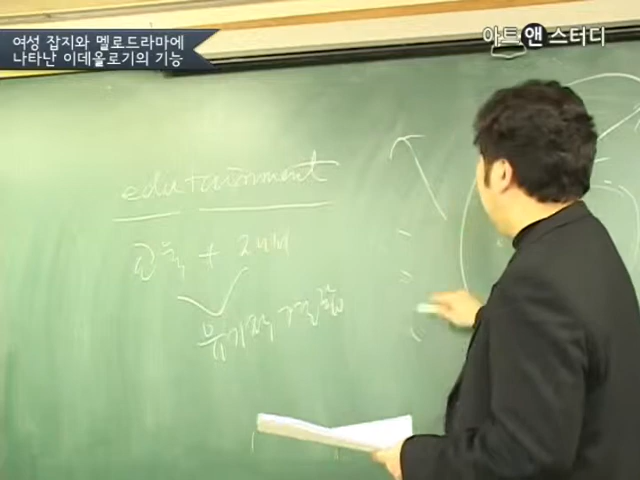 여성 잡지와 멜로드라마에
나타난 이데올로기의 기능
아트앤스터디
edutainment
교육 + 재미
유기적 결합